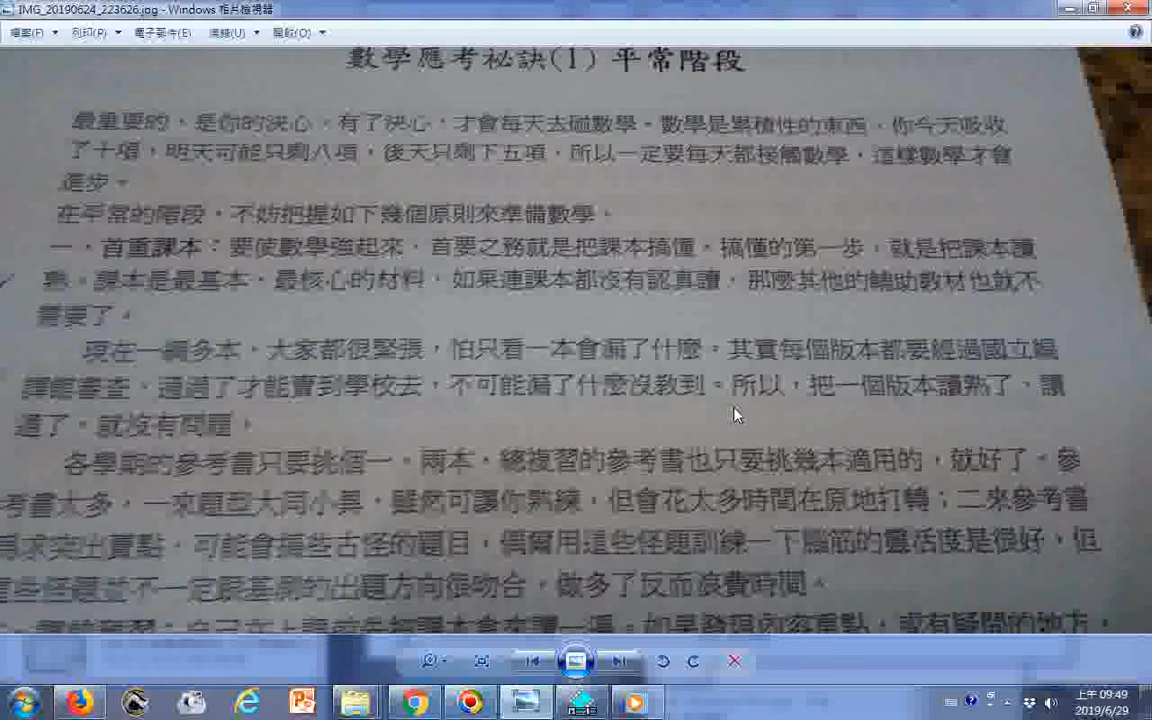 IMG_20190624_223626.jpg - Windows 相片檢視器
檔案(F) 列印(P) 電子郵件(E) 燒錄(U) 開啟(O)
數學應考祕訣(1) 平常階段
最重要的，是你的決心，有了決心，才會每天去碰數學。數學是累積性的東西，你今天吸收
了十項，明天可能只剩八項，後天只剩下五項，所以一定要每天都接觸數學，這樣數學才會
進步。
在平常的階段，不妨把握如下幾個原則來準備數學。
一、首重課本：要使數學強起來，首要之務就是把課本搞懂。搞懂的第一步，就是把課本讀
熟。課本是最基本、最核心的材料，如果連課本都沒有認真讀，那麼其他的輔助教材也就不
需要了。
現在一綱多本，大家都很緊張，怕只看一本會漏了什麼。其實每個版本都要經過國立編
譯館審查，通過了才能賣到學校去，不可能漏了什麼沒教到。所以，把一個版本讀熟了、讀
通了，就沒有問題。
各學期的參考書只要挑個一、兩本，總複習的參考書也只要挑幾本適用的，就好了。參
考書太多，一來題型大同小異，雖然可讓你熟練，但會花太多時間在原地打轉；二來參考書
求突出賣點，可能會搞些古怪的題目，偶爾用這些怪題訓練一下腦筋的靈活度是很好，但
這些怪題並不一定跟基測的出題方向很吻合，做多了反而浪費時間。
如果發現內容重點，或有疑問的地方，
上午 09:49
2019/6/29